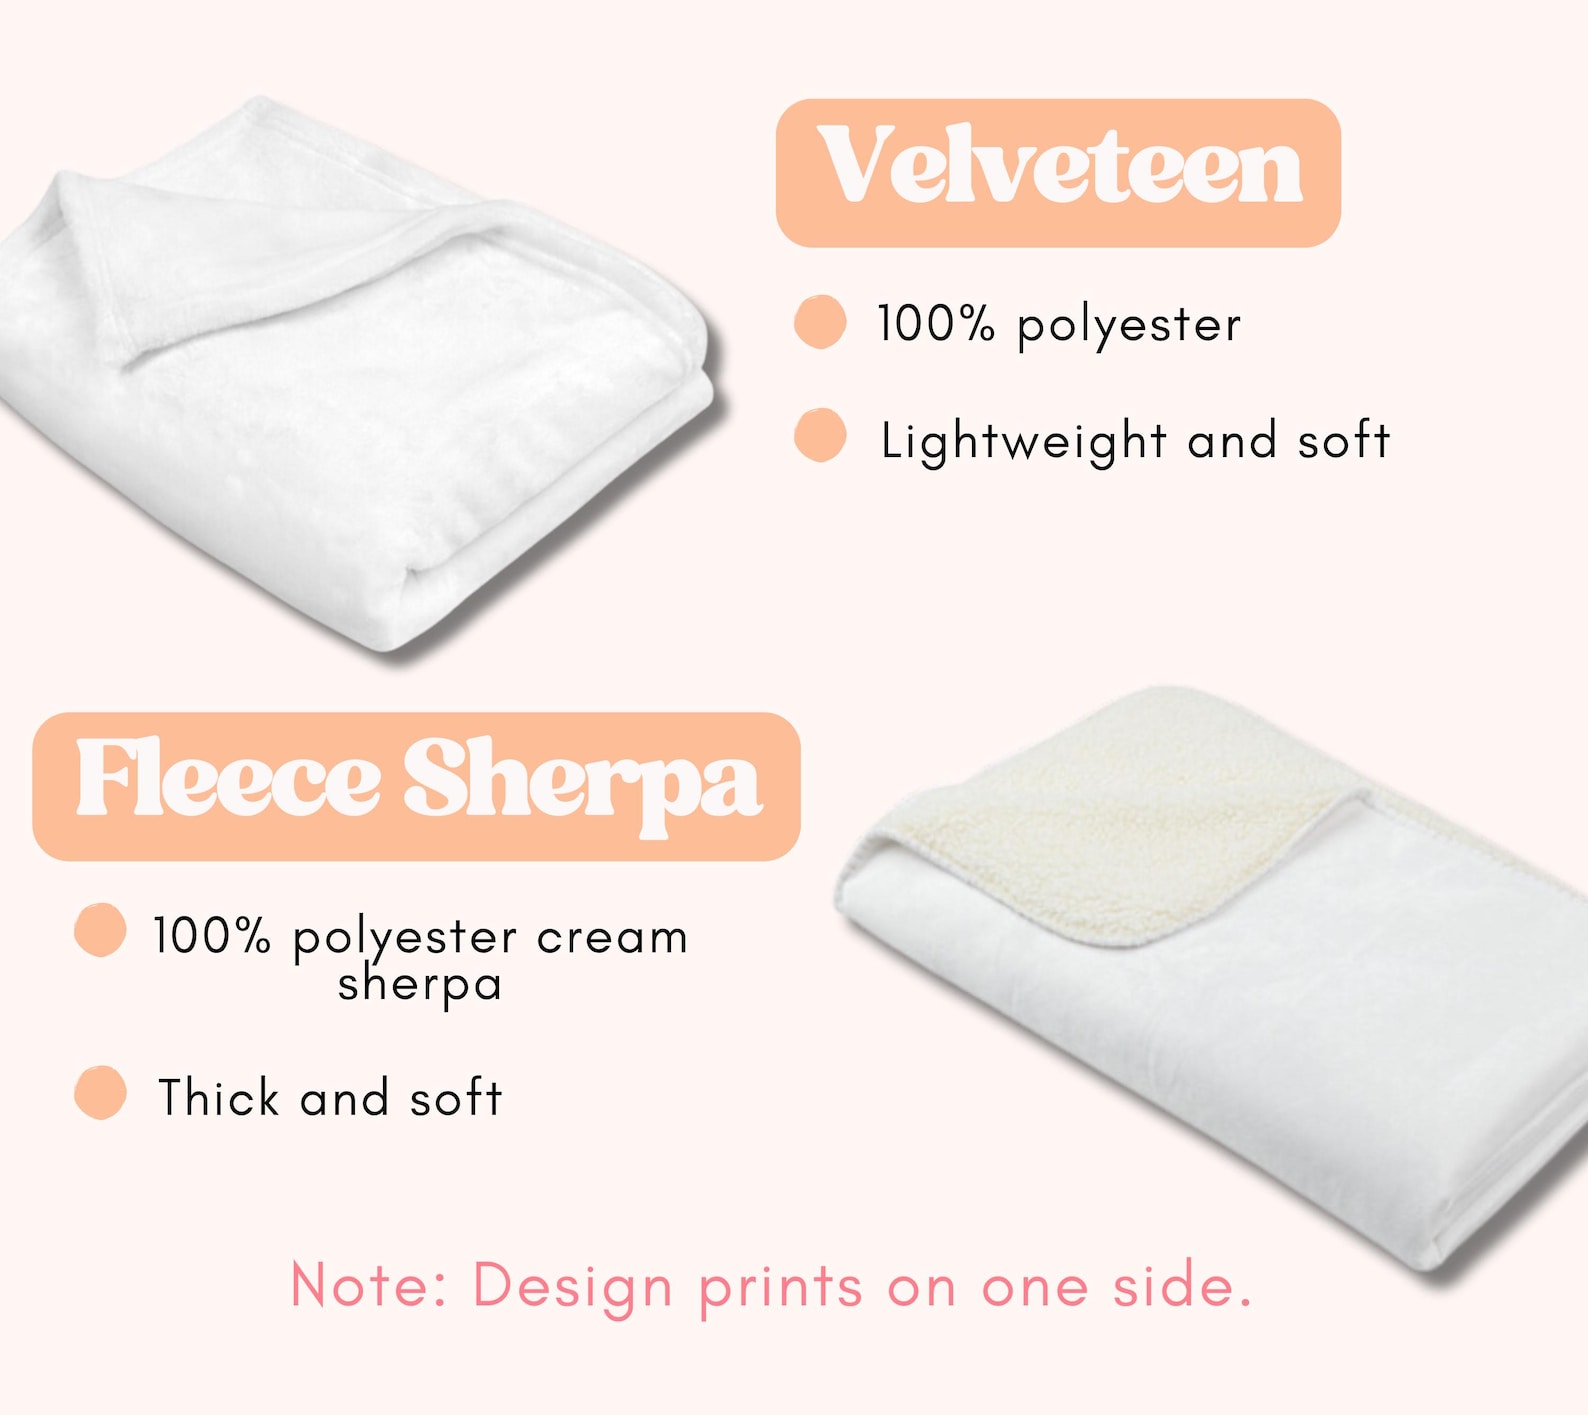 Velveteen
100% polyester
Lightweight and soft
Fleece Sherpa
100% polyester cream
sherpa
Thick and soft
Note: Design prints on one side.